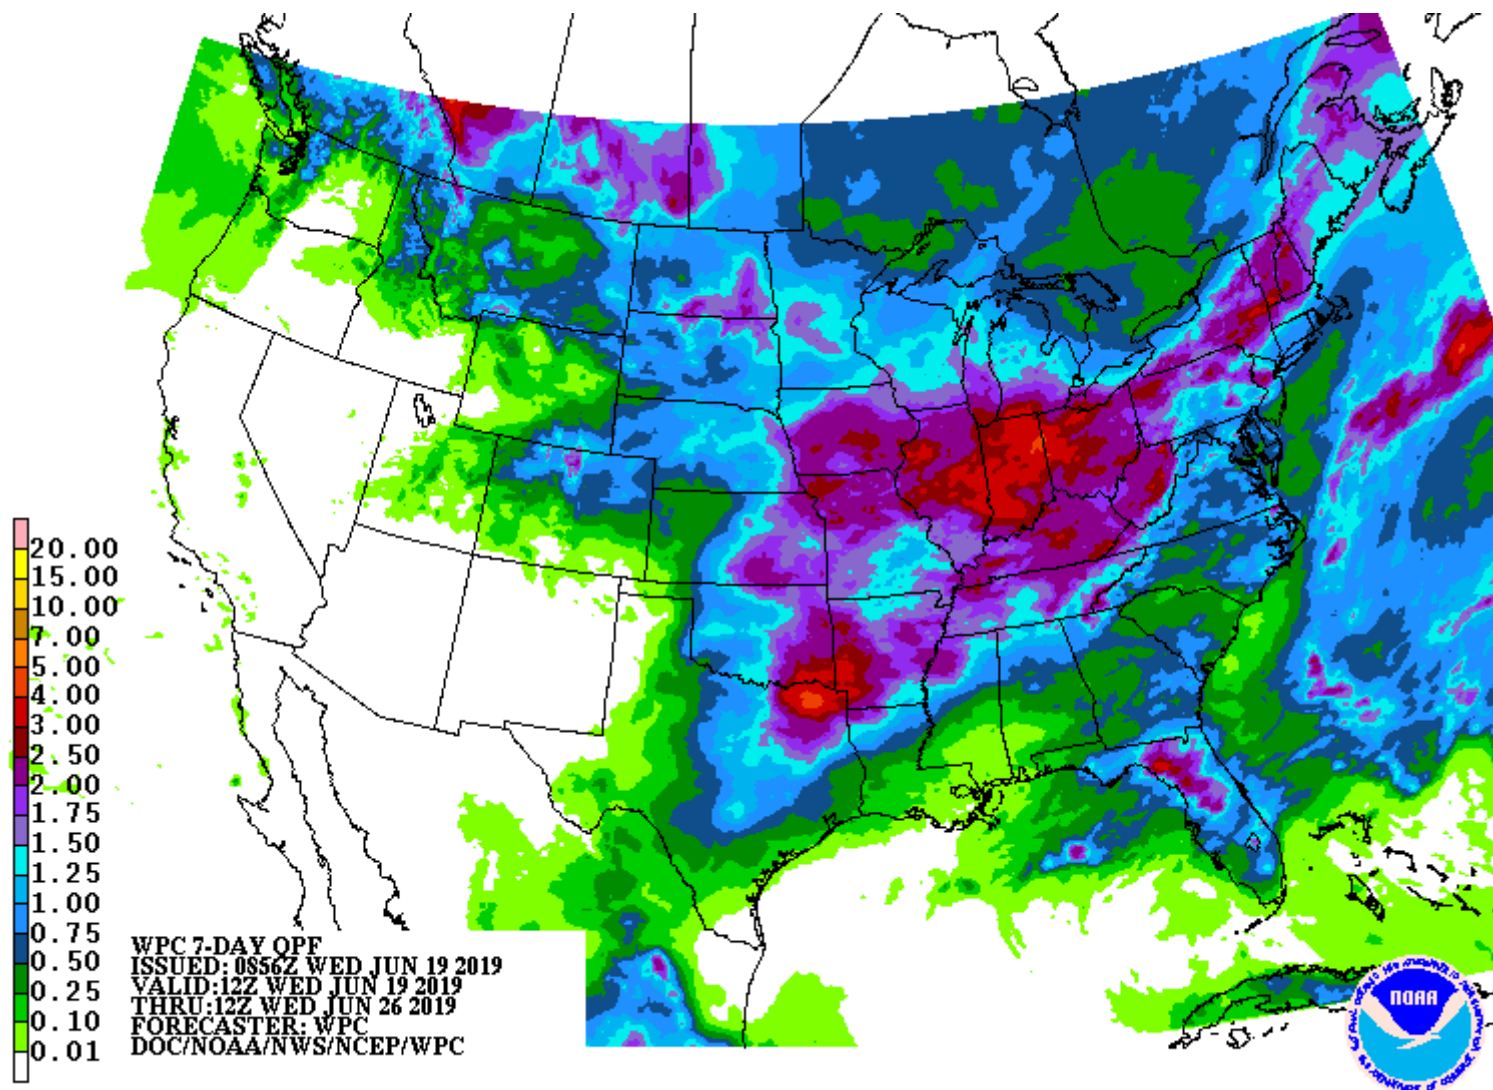 20.00
15.00
10.00
7.00
5.00
4.00
3.00
2.50
2.00
1.75
1.50
1.25
1.00
0.75
0.50
0.25
0.10
0.01
WPC 7-DAY QPF
ISSUED: 0856Z WED JUN 19 2019
VALID:12Z WED JUN 19 2019
THRU:12Z WED JUN 26 2019
FORECASTER: WPC
DOC/NOAA/NWS/NCEP/WPC
NOAA